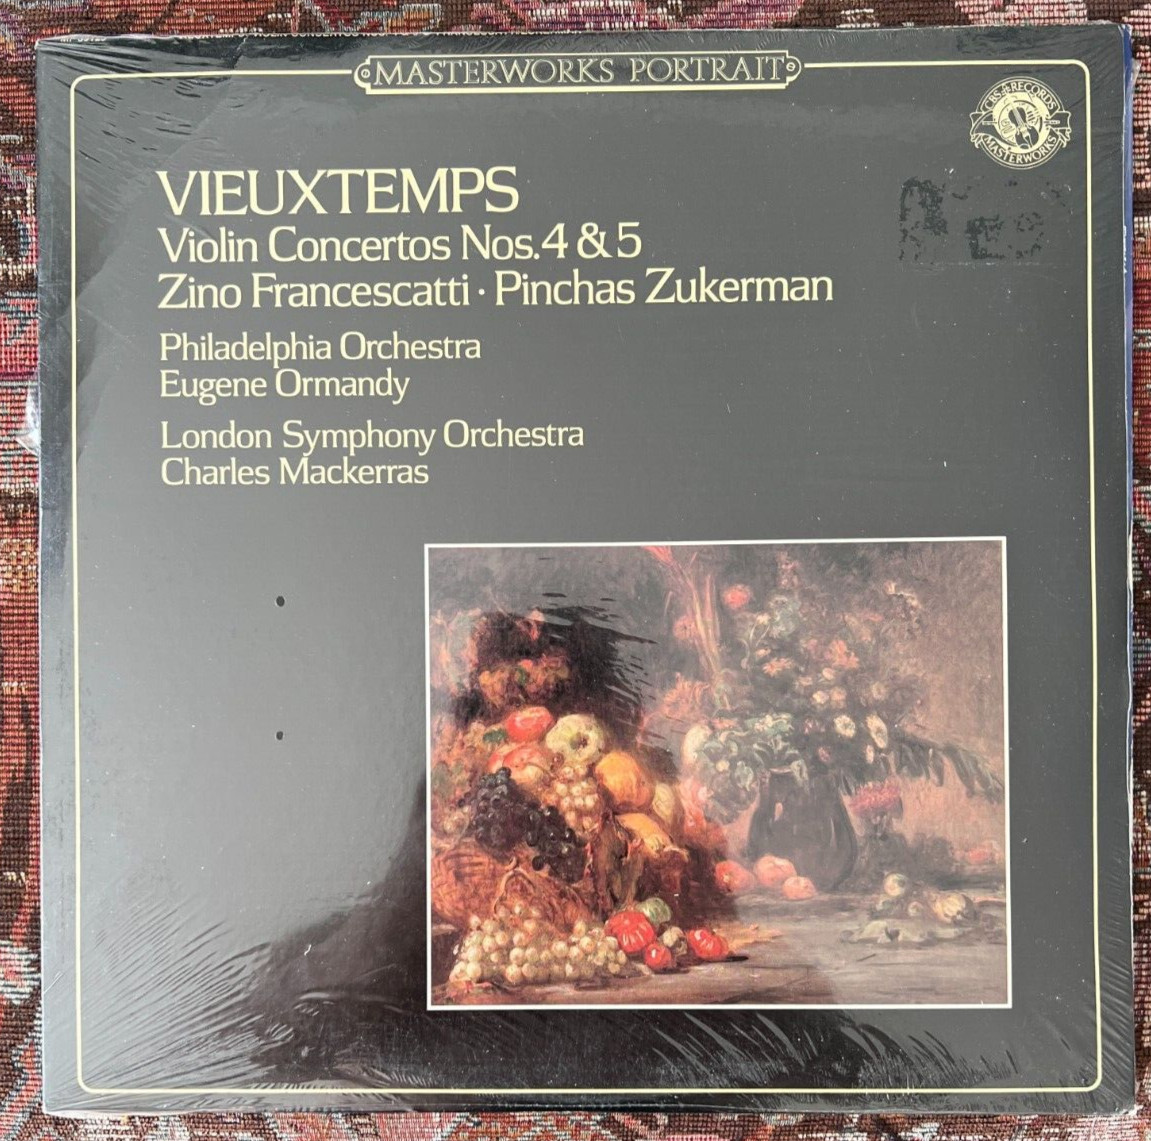 MASTERWORKS PORTRAIT
CBS RECORDS
MASTERWORKS
VIEUXTEMPS
Violin Concertos Nos.4 & 5
Zino Francescatti · Pinchas Zukerman
Philadelphia Orchestra
Eugene Ormandy
London Symphony Orchestra
Charles Mackerras